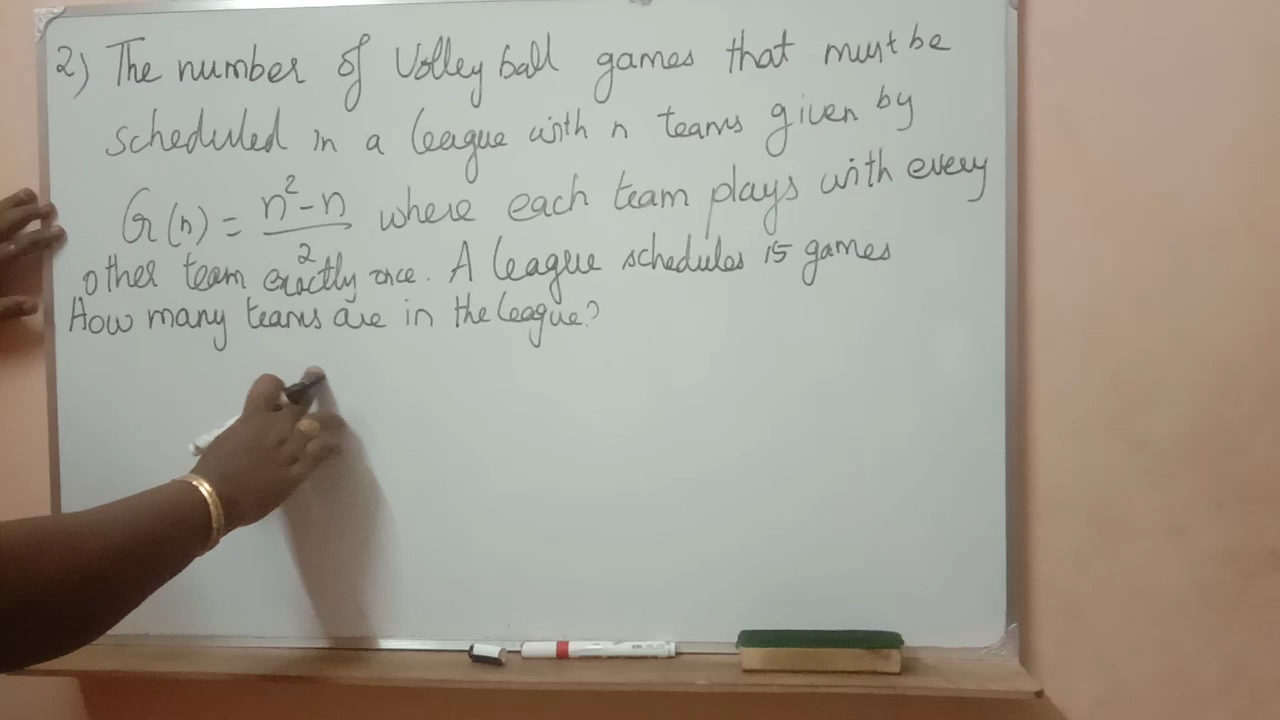 2) The number of Volley ball games that must be
scheduled in a league with n teams given by
G(n) = n² - n / 2 where each team plays with every
other team exactly once. A league schedules 15 games
How many teams are in the league?